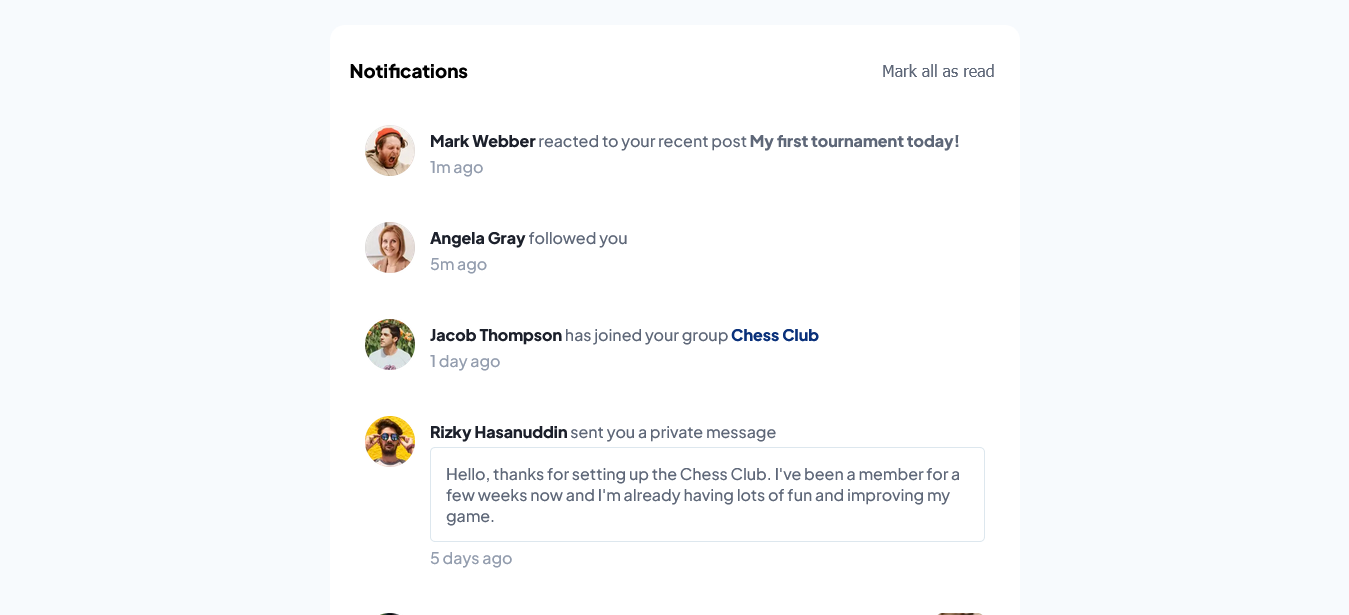 Notifications
Mark all as read
Mark Webber reacted to your recent post My first tournament today!
1m ago
Angela Gray followed you
5m ago
Jacob Thompson has joined your group Chess Club
1 day ago
Rizky Hasanuddin sent you a private message
Hello, thanks for setting up the Chess Club. I've been a member for a
few weeks now and I'm already having lots of fun and improving my
game.
5 days ago